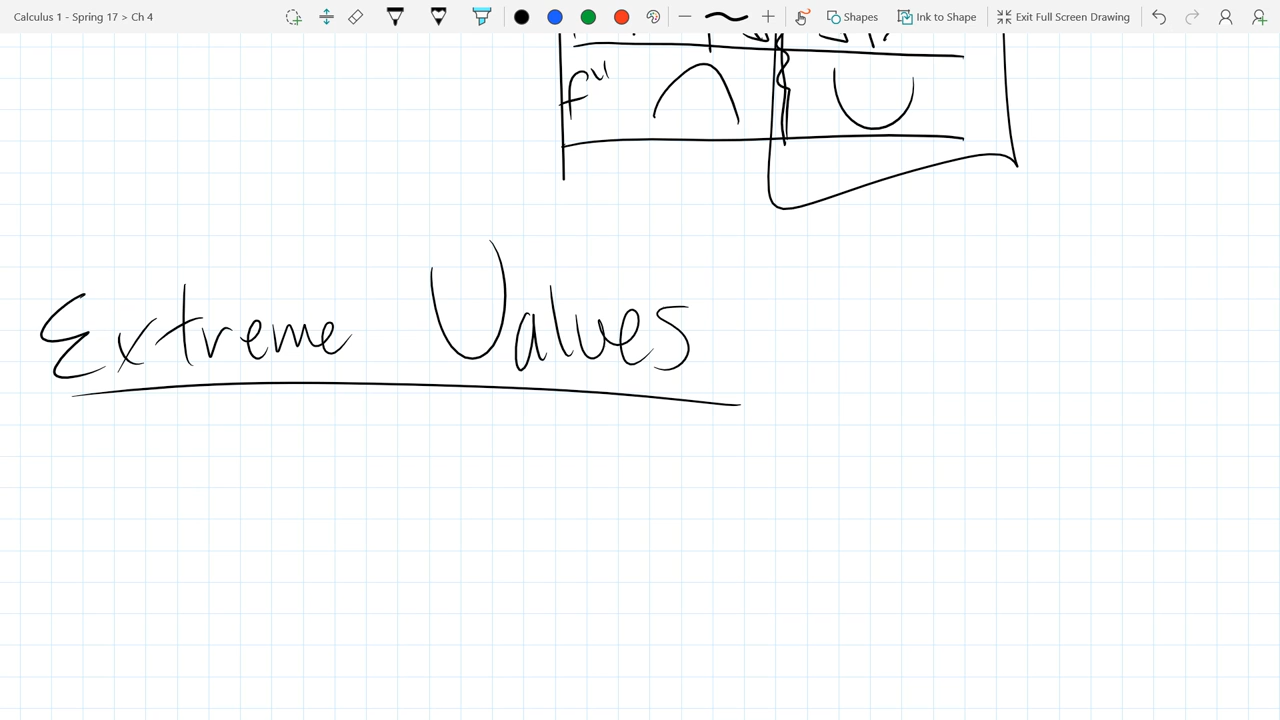 Calculus 1 - Spring 17 > Ch 4
Shapes
Ink to Shape
Exit Full Screen Drawing
f"
Extreme Values